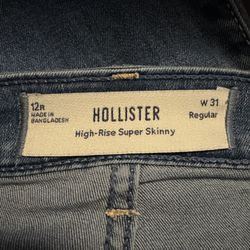 12R
MADE IN
BANGLADESH
HOLLISTER
High-Rise Super Skinny
W 31
Regular